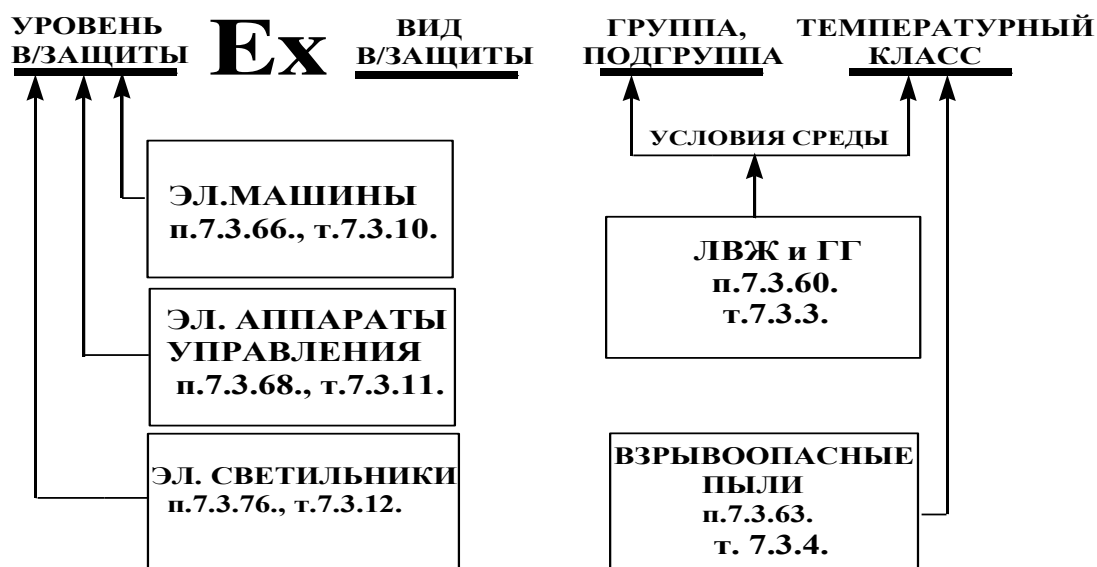 УРОВЕНЬ
В/ЗАЩИТЫ
Ex
ВИД
В/ЗАЩИТЫ
ГРУППА,
ПОДГРУППА
ТЕМПЕРАТУРНЫЙ
КЛАСС
УСЛОВИЯ СРЕДЫ
ЭЛ.МАШИНЫ
п.7.3.66., т.7.3.10.
ЭЛ. АППАРАТЫ
УПРАВЛЕНИЯ
п.7.3.68., т.7.3.11.
ЭЛ. СВЕТИЛЬНИКИ
п.7.3.76., т.7.3.12.
ЛВЖ и ГГ
п.7.3.60.
т.7.3.3.
ВЗРЫВООПАСНЫЕ
ПЫЛИ
п.7.3.63.
т. 7.3.4.